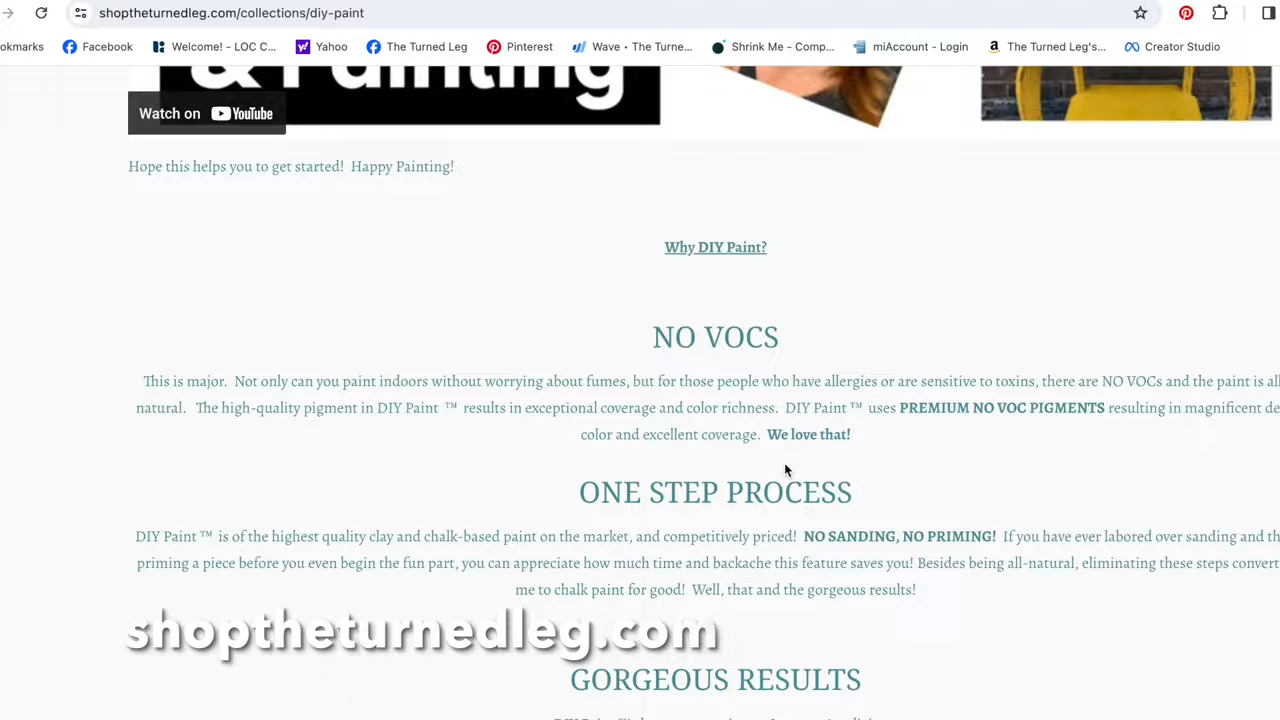 shoptheturnedleg.com/collections/diy-paint
okmarks Facebook Welcome! - LOC C... Yahoo The Turned Leg Pinterest Wave • The Turne... Shrink Me - Comp... miAccount - Login The Turned Leg's... Creator Studio
& Painting
Watch on YouTube
Hope this helps you to get started! Happy Painting!
Why DIY Paint?
NO VOCS
This is major. Not only can you paint indoors without worrying about fumes, but for those people who have allergies or are sensitive to toxins, there are NO VOCs and the paint is all
natural. The high-quality pigment in DIY Paint ™ results in exceptional coverage and color richness. DIY Paint ™ uses PREMIUM NO VOC PIGMENTS resulting in magnificent de
color and excellent coverage. We love that!
ONE STEP PROCESS
DIY Paint ™ is of the highest quality clay and chalk-based paint on the market, and competitively priced! NO SANDING, NO PRIMING! If you have ever labored over sanding and th
priming a piece before you even begin the fun part, you can appreciate how much time and backache this feature saves you! Besides being all-natural, eliminating these steps convert
me to chalk paint for good! Well, that and the gorgeous results!
shoptheturnedleg.com
GORGEOUS RESULTS